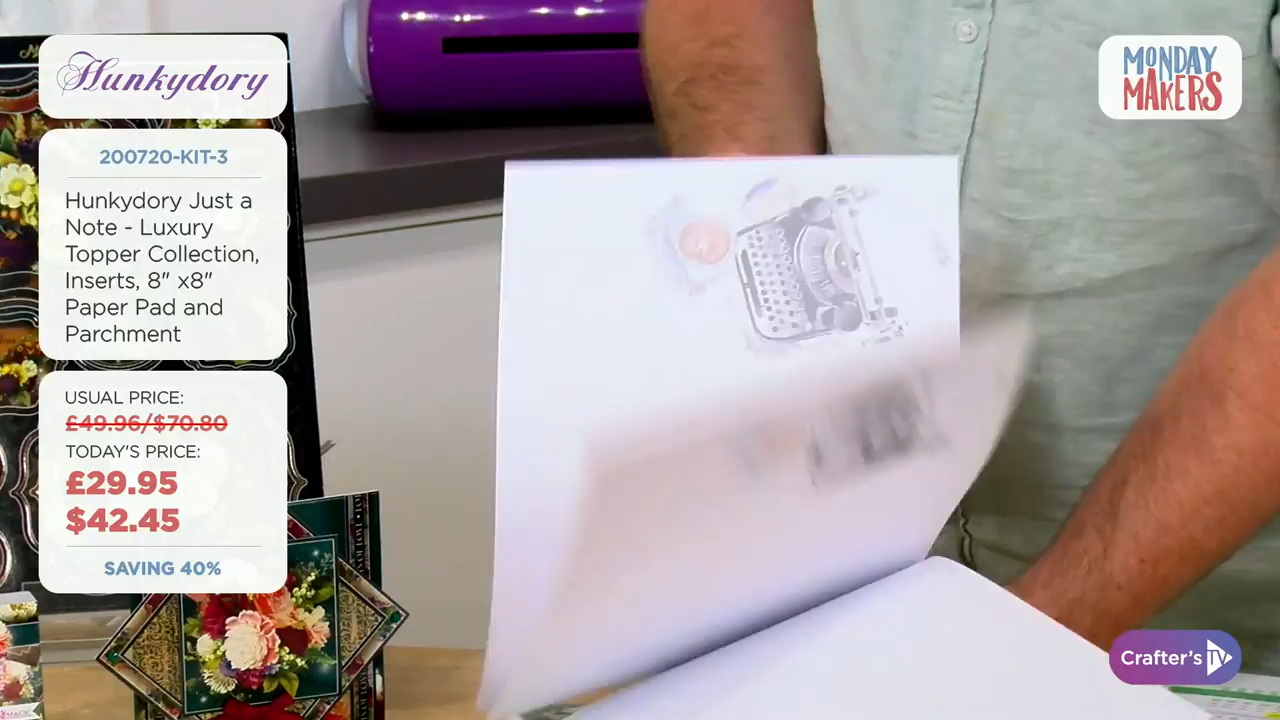 Hunkydory
200720-KIT-3
Hunkydory Just a
Note - Luxury
Topper Collection,
Inserts, 8" x8"
Paper Pad and
Parchment
USUAL PRICE:
£49.96/$70.80
TODAY'S PRICE:
£29.95
$42.45
SAVING 40%
MONDAY
MAKERS
Crafter's TV